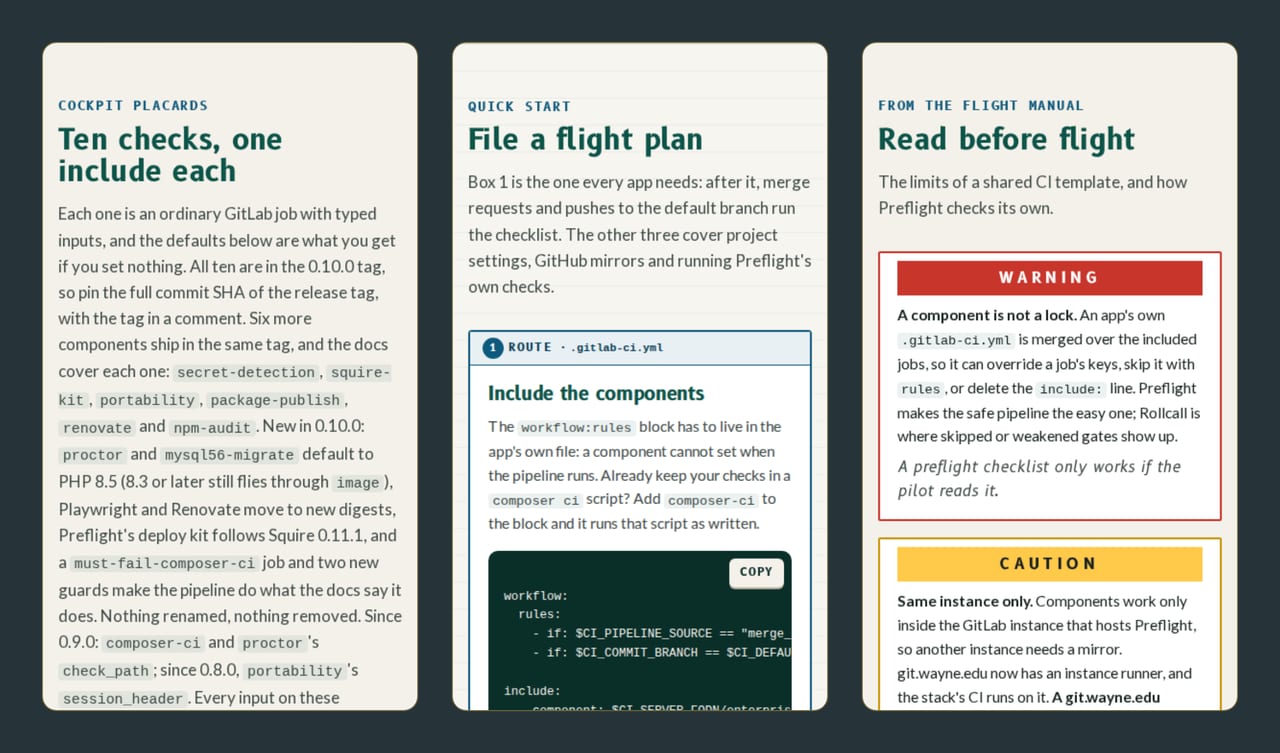 COCKPIT PLACARDS
Ten checks, one
include each
Each one is an ordinary GitLab job with typed
inputs, and the defaults below are what you get
if you set nothing. All ten are in the 0.10.0 tag,
so pin the full commit SHA of the release tag,
with the tag in a comment. Six more
components ship in the same tag, and the docs
cover each one: secret-detection, squire-
kit, portability, package-publish,
renovate and npm-audit. New in 0.10.0:
proctor and mysql56-migrate default to
PHP 8.5 (8.3 or later still flies through image),
Playwright and Renovate move to new digests,
Preflight's deploy kit follows Squire 0.11.1, and
a must-fail-composer-ci job and two new
guards make the pipeline do what the docs say it
does. Nothing renamed, nothing removed. Since
0.9.0: composer-ci and proctor's
check_path; since 0.8.0, portability's
session_header. Every input on these
QUICK START
File a flight plan
Box 1 is the one every app needs: after it, merge
requests and pushes to the default branch run
the checklist. The other three cover project
settings, GitHub mirrors and running Preflight's
own checks.
1 ROUTE · .gitlab-ci.yml
Include the components
The workflow:rules block has to live in the
app's own file: a component cannot set when
the pipeline runs. Already keep your checks in a
composer ci script? Add composer-ci to
the block and it runs that script as written.
COPY
workflow:
rules:
- if: $CI_PIPELINE_SOURCE == "merge_
- if: $CI_COMMIT_BRANCH == $CI_DEFAU
include:
component: $CI_SERVER_FQDN/enterpris
FROM THE FLIGHT MANUAL
Read before flight
The limits of a shared CI template, and how
Preflight checks its own.
WARNING
A component is not a lock. An app's own
.gitlab-ci.yml is merged over the included
jobs, so it can override a job's keys, skip it with
rules, or delete the include: line. Preflight
makes the safe pipeline the easy one; Rollcall is
where skipped or weakened gates show up.
A preflight checklist only works if the
pilot reads it.
CAUTION
Same instance only. Components work only
inside the GitLab instance that hosts Preflight,
so another instance needs a mirror.
git.wayne.edu now has an instance runner, and
the stack's CI runs on it. A git.wayne.edu